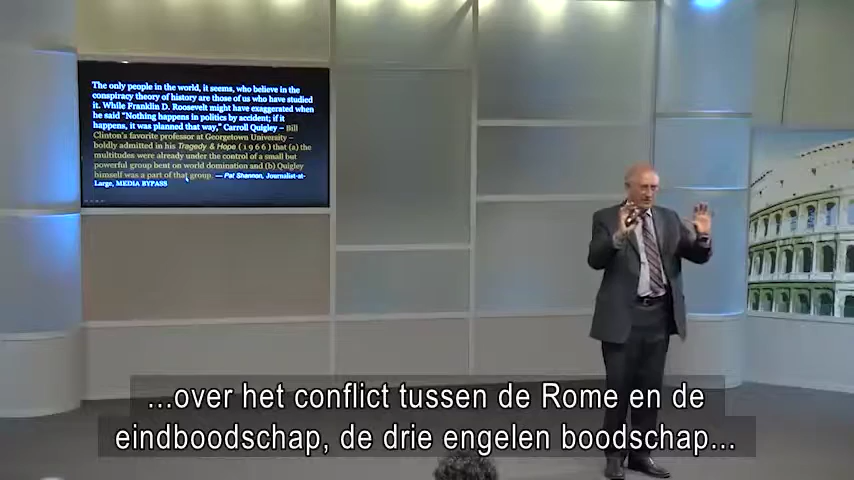 The only people in the world, it seems, who believe in the
conspiracy theory of history are those of us who have studied
it. While Franklin D. Roosevelt might have exaggerated when
he said "Nothing happens in politics by accident; if it
happens, it was planned that way," Carroll Quigley – Bill
Clinton's favorite professor at Georgetown University –
boldly admitted in his Tragedy & Hope (1966) that (a) the
multitudes were already under the control of a small but
powerful group bent on world domination and (b) Quigley
himself was a part of that group. — Pat Shannon, Journalist-at-
Large, MEDIA BYPASS
...over het conflict tussen de Rome en de
eindboodschap, de drie engelen boodschap...